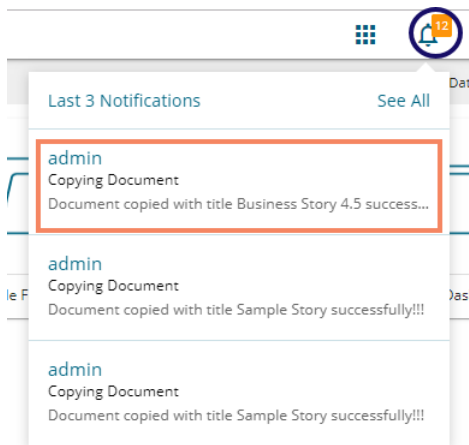 12
Dat
Last 3 Notifications See All
admin
Copying Document
Document copied with title Business Story 4.5 success...
admin
Copying Document
Document copied with title Sample Story successfully!!!
le F
Das
admin
Copying Document
Document copied with title Sample Story successfully!!!